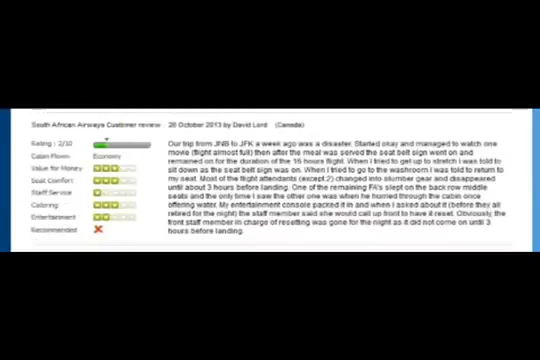 South African Airways Customer review : 28 October 2013 by David Lord (Canada)
Rating : 2/10
Cabin Flown: Economy
Value for Money
Seat Comfort
Staff Service
Catering
Entertainment
Recommended
Our trip from JNB to JFK a week ago was a disaster. Started okay and managed to watch one
movie (flight almost full) then after the meal was served the seat belt sign went on and
remained on for the duration of the 16 hours flight. When I tried to get up to stretch I was told to
sit down as the seat belt sign was on. When I tried to go to the washroom I was told to return to
my seat. Most of the flight attendants (except 2) changed into slumber gear and disappeared
until about 3 hours before landing. One of the remaining FA's slept on the back row middle
seats and the only time I saw the other one was when he hurried through the cabin once
offering water. My entertainment console packed it in and when I asked about it (before they all
retired for the night) the staff member said she would call up front to have it reset. Obviously, the
front staff member in charge of resetting was gone for the night as it did not come on until 3
hours before landing.